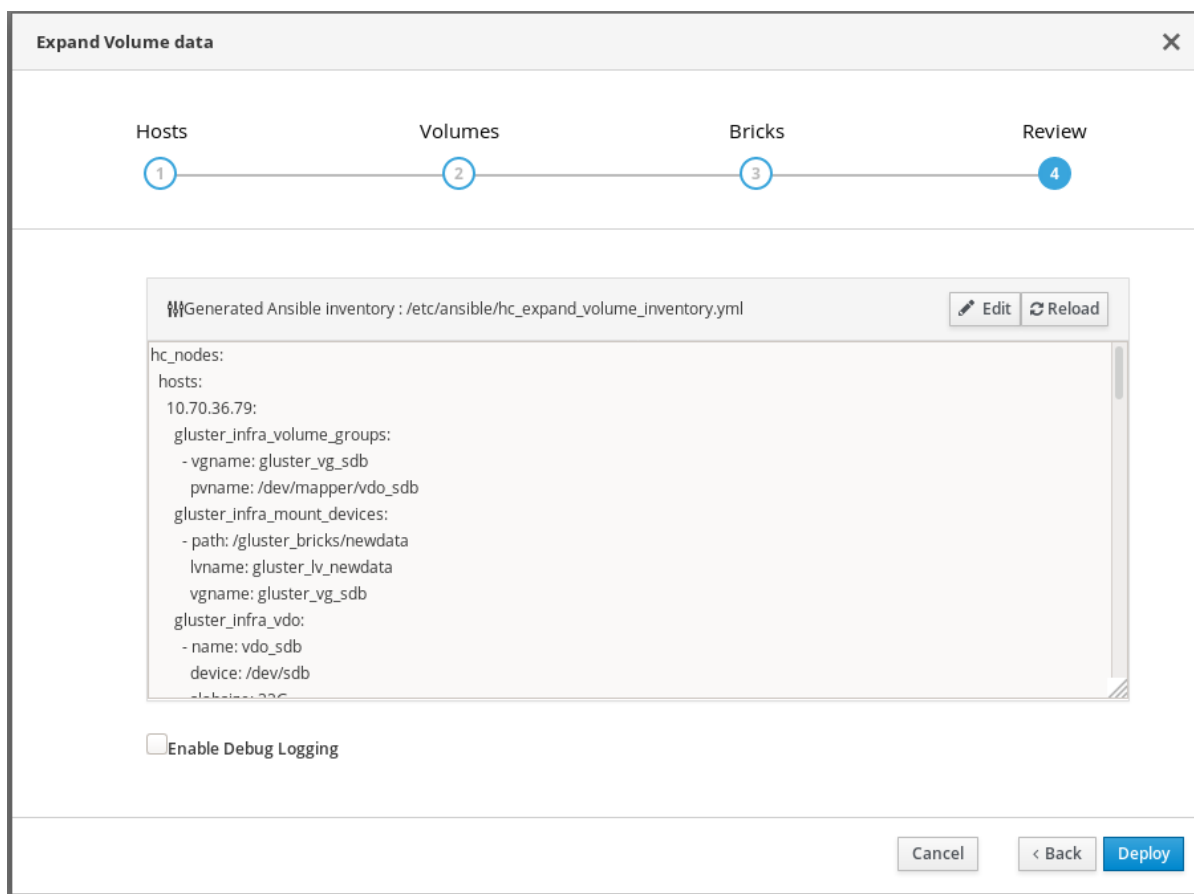 Expand Volume data
Hosts Volumes Bricks Review
1 2 3 4
Generated Ansible inventory : /etc/ansible/hc_expand_volume_inventory.yml Edit Reload
hc_nodes:
hosts:
10.70.36.79:
gluster_infra_volume_groups:
- vgname: gluster_vg_sdb
pvname: /dev/mapper/vdo_sdb
gluster_infra_mount_devices:
- path: /gluster_bricks/newdata
lvname: gluster_lv_newdata
vgname: gluster_vg_sdb
gluster_infra_vdo:
- name: vdo_sdb
device: /dev/sdb
Enable Debug Logging
Cancel < Back Deploy